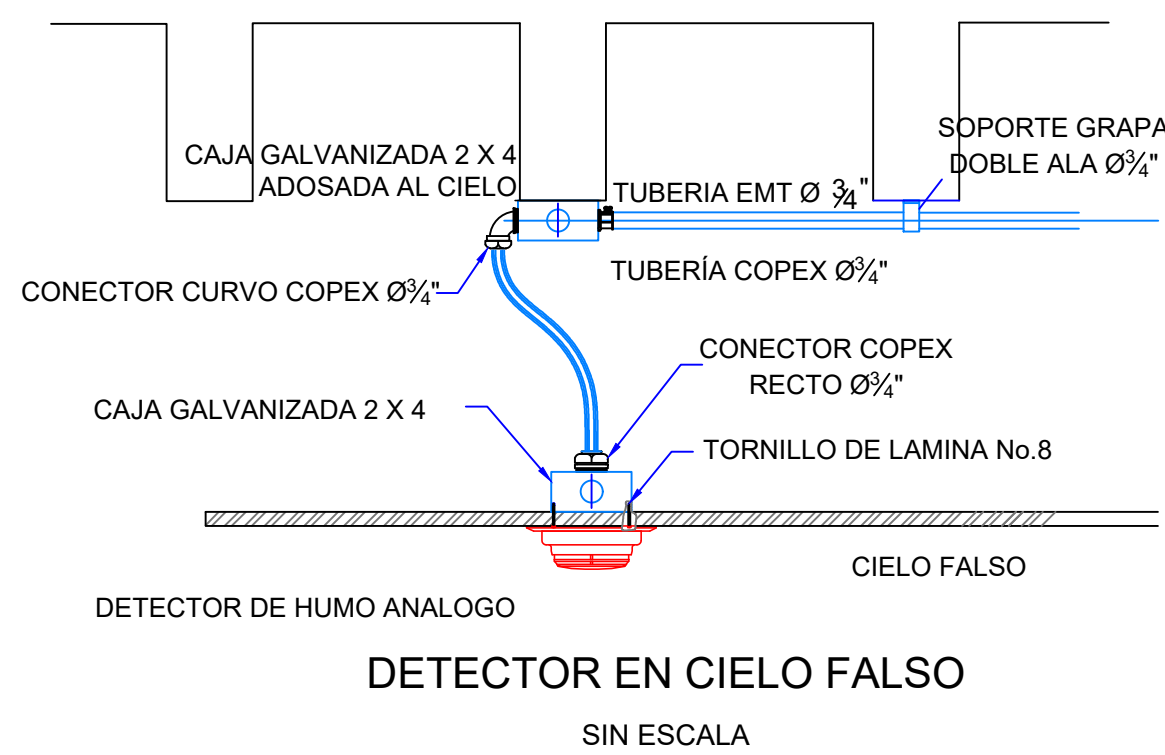 SOPORTE GRAPA
DOBLE ALA Ø¾"
CAJA GALVANIZADA 2 X 4
ADOSADA AL CIELO
TUBERIA EMT Ø ¾"
TUBERÍA COPEX Ø¾"
CONECTOR CURVO COPEX Ø¾"
CONECTOR COPEX
RECTO Ø¾"
CAJA GALVANIZADA 2 X 4
TORNILLO DE LAMINA No.8
CIELO FALSO
DETECTOR DE HUMO ANALOGO
DETECTOR EN CIELO FALSO
SIN ESCALA